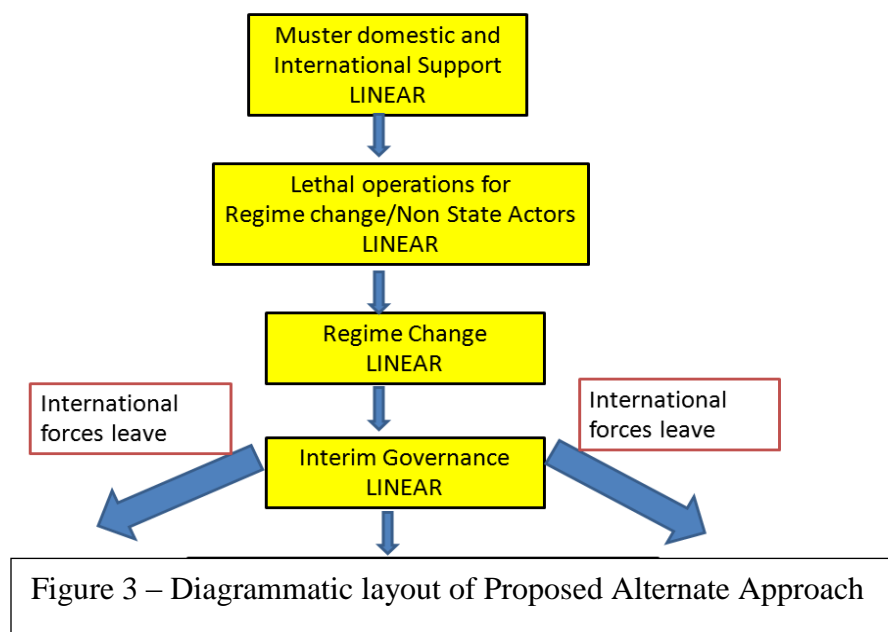 Muster domestic and
International Support
LINEAR
Lethal operations for
Regime change/Non State Actors
LINEAR
Regime Change
LINEAR
International
forces leave
International
forces leave
Interim Governance
LINEAR
Figure 3 – Diagrammatic layout of Proposed Alternate Approach